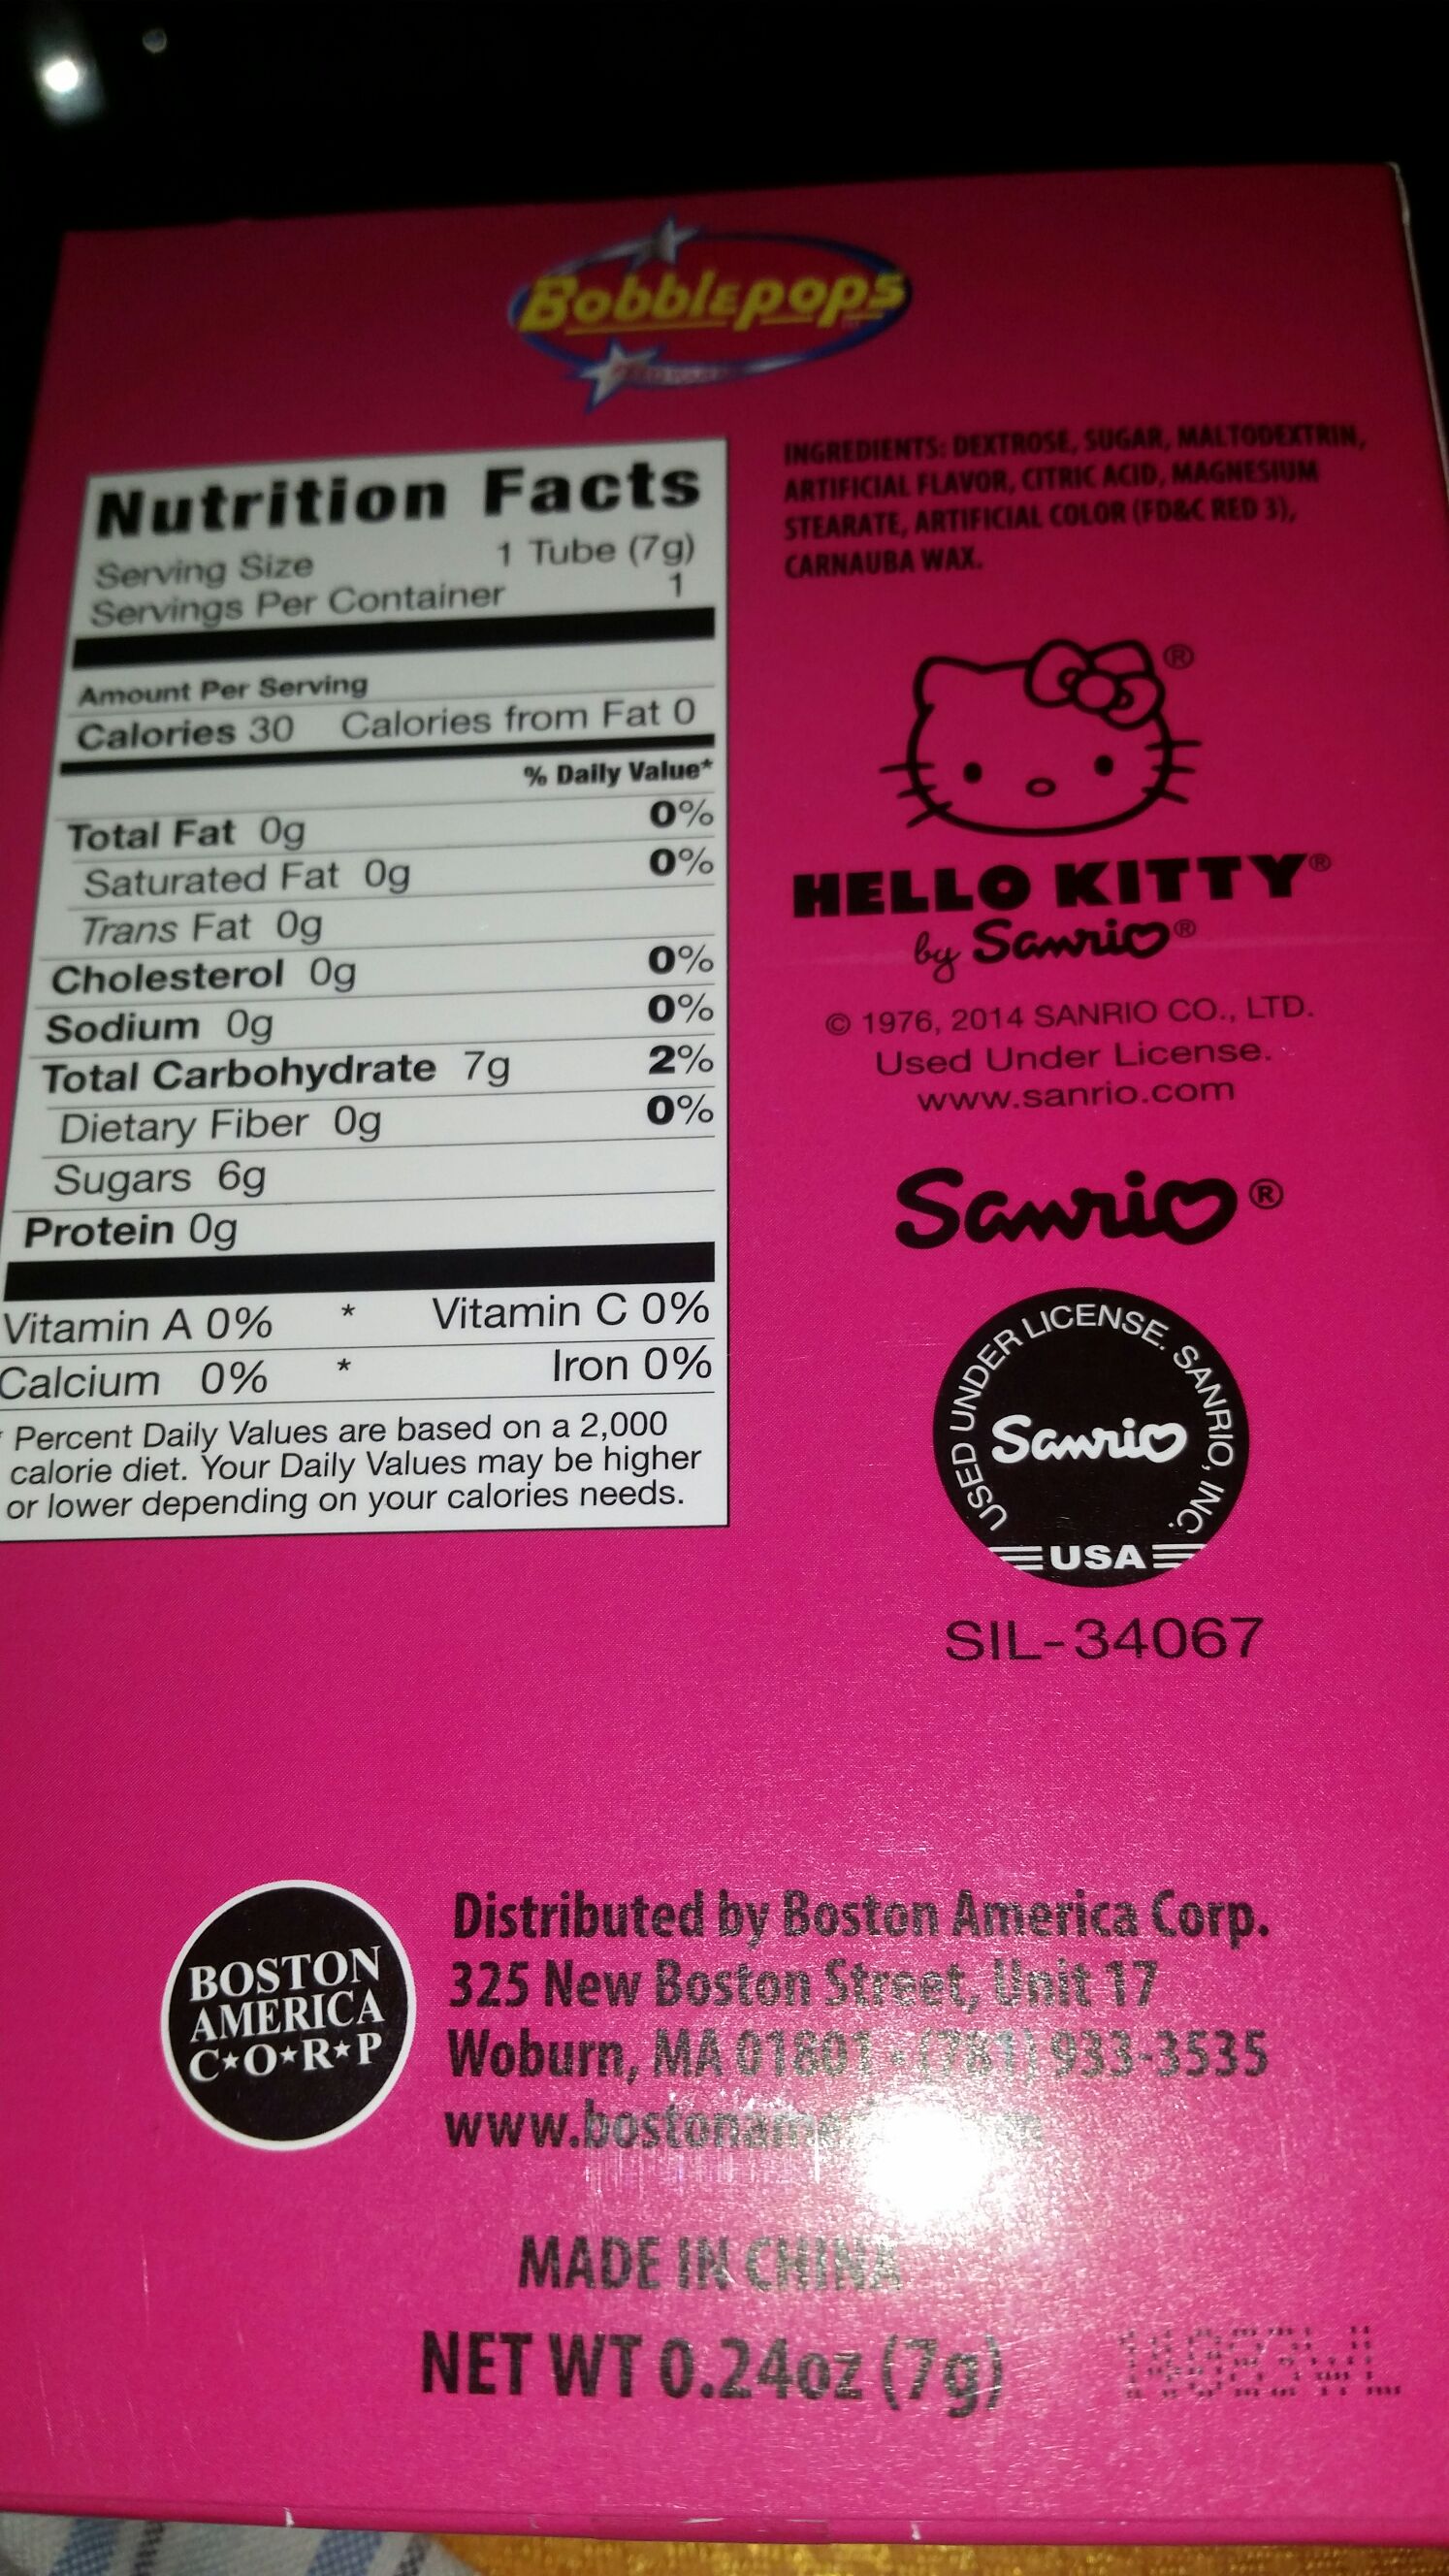 Bobblepops
Nutrition Facts
Serving Size 1 Tube (7g)
Servings Per Container 1
Amount Per Serving
Calories 30 Calories from Fat 0
% Daily Value*
Total Fat 0g 0%
Saturated Fat 0g 0%
Trans Fat 0g
Cholesterol 0g 0%
Sodium 0g 0%
Total Carbohydrate 7g 2%
Dietary Fiber 0g 0%
Sugars 6g
Protein 0g
Vitamin A 0% * Vitamin C 0%
Calcium 0% * Iron 0%
* Percent Daily Values are based on a 2,000
calorie diet. Your Daily Values may be higher
or lower depending on your calories needs.
INGREDIENTS: DEXTROSE, SUGAR, MALTODEXTRIN,
ARTIFICIAL FLAVOR, CITRIC ACID, MAGNESIUM
STEARATE, ARTIFICIAL COLOR (FD&C RED 3),
CARNAUBA WAX.
®
HELLO KITTY®
by Sanrio®
© 1976, 2014 SANRIO CO., LTD.
Used Under License.
www.sanrio.com
Sanrio®
USED UNDER LICENSE. SANRIO, INC.
Sanrio
USA
SIL-34067
BOSTON
AMERICA
C★O★R★P
Distributed by Boston America Corp.
325 New Boston Street, Unit 17
Woburn, MA 01801 • (781) 933-3535
MADE IN CHINA
NET WT 0.24oz (7g)